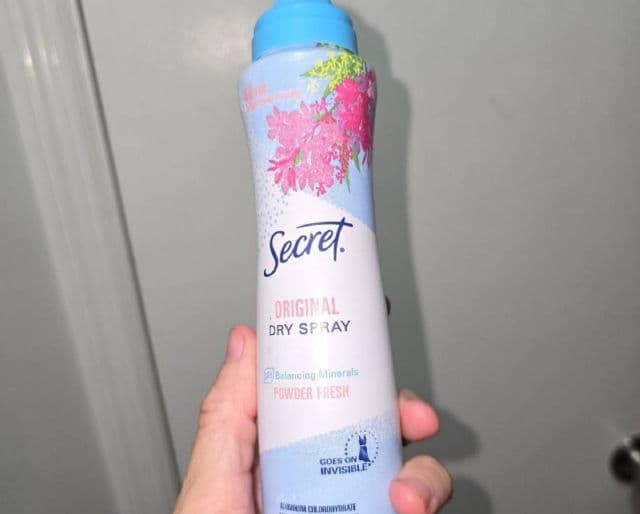 Secret.
ORIGINAL
DRY SPRAY
Balancing Minerals
POWDER FRESH
GOES ON
INVISIBLE
ALUMINUM CHLOROHYDRATE